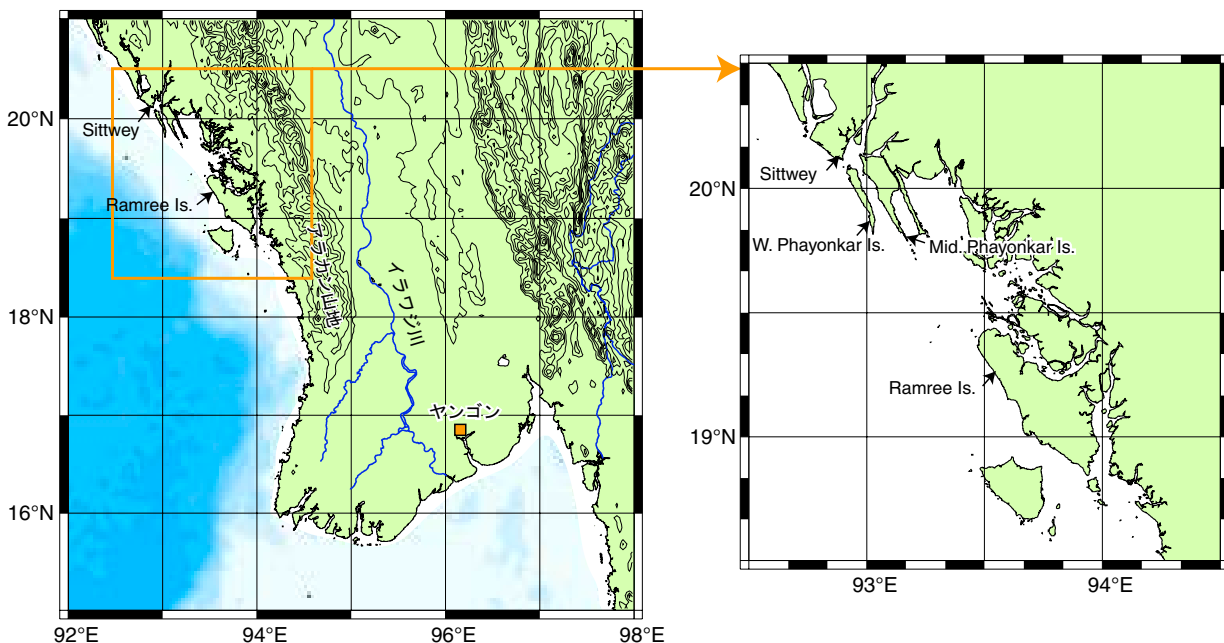 20°N
18°N
16°N
92°E
94°E
96°E
98°E
Sittwey
Ramree Is.
アラカン山地
イラワジ川
ヤンゴン
20°N
19°N
93°E
94°E
Sittwey
W. Phayonkar Is.
Mid. Phayonkar Is.
Ramree Is.